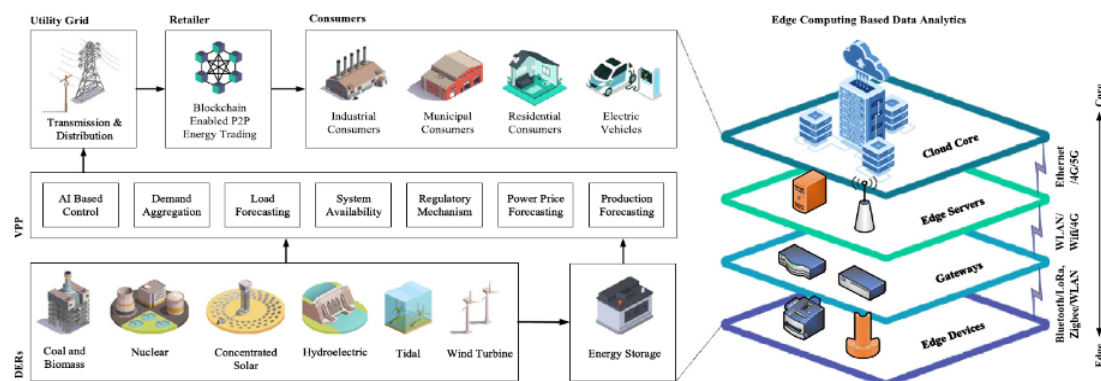 Utility Grid
Retailer
Consumers
Edge Computing Based Data Analytics
Transmission &
Distribution
Blockchain
Enabled P2P
Energy Trading
Industrial
Consumers
Municipal
Consumers
Residential
Consumers
Electric
Vehicles
VPP
AI Based
Control
Demand
Aggregation
Load
Forecasting
System
Availability
Regulatory
Mechanism
Power Price
Forecasting
Production
Forecasting
DERs
Coal and
Biomass
Nuclear
Concentrated
Solar
Hydroelectric
Tidal
Wind Turbine
Energy Storage
Cloud Core
Edge Servers
Gateways
Edge Devices
Ethernet
/4G/5G
WLAN/
Wifi/4G
Bluetooth/LoRa,
Zigbee/WLAN
Core
Edge